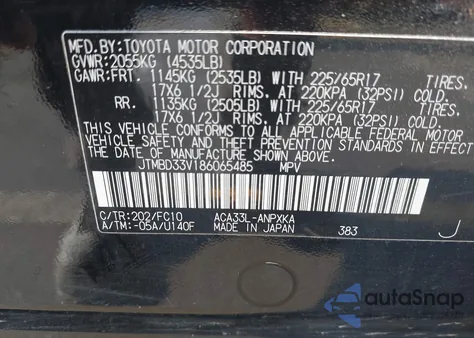 MFD.BY:TOYOTA MOTOR CORPORATION
GVWR:2055KG (4535LB)
GAWR:FRT. 1145KG (2535LB) WITH 225/65R17 TIRES,
17X6 1/2J RIMS, AT 220KPA (32PSI) COLD.
RR. 1135KG (2505LB) WITH 225/65R17 TIRES,
17X6 1/2J RIMS, AT 220KPA (32PSI) COLD.
THIS VEHICLE CONFORMS TO ALL APPLICABLE FEDERAL MOTOR
VEHICLE SAFETY AND THEFT PREVENTION STANDARDS IN EFFECT
ON THE DATE OF MANUFACTURE SHOWN ABOVE.
JTMBD33V186065485 MPV
C/TR:202/FC10 ACA33L-ANPXKA
A/TM:-05A/U140F MADE IN JAPAN 383 J
autoSnap